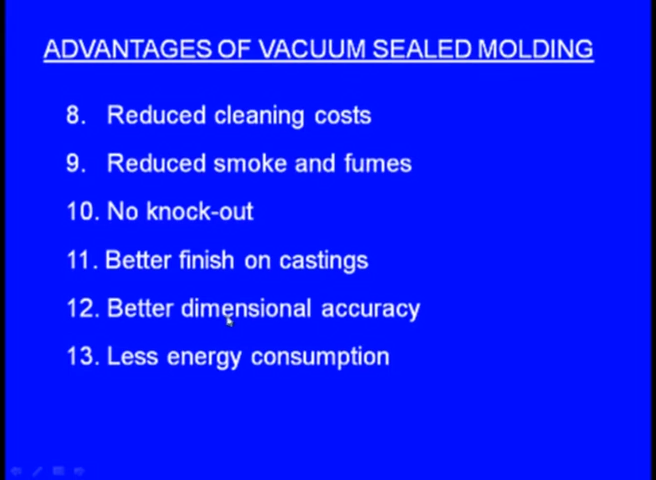 ADVANTAGES OF VACUUM SEALED MOLDING
8. Reduced cleaning costs
9. Reduced smoke and fumes
10. No knock-out
11. Better finish on castings
12. Better dimensional accuracy
13. Less energy consumption